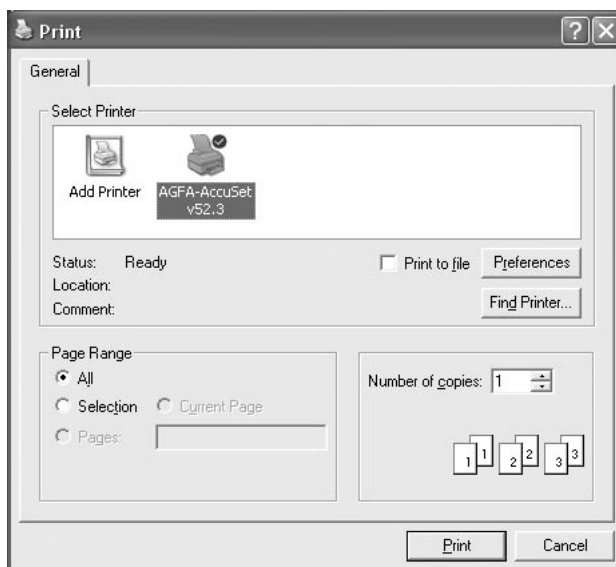 Print
General
Select Printer
Add Printer
AGFA-AccuSet
v52.3
Status: Ready
Location:
Comment:
Print to file
Preferences
Find Printer...
Page Range
All
Selection
Current Page
Pages:
Number of copies: 1
1 1 2 2 3 3
Print
Cancel